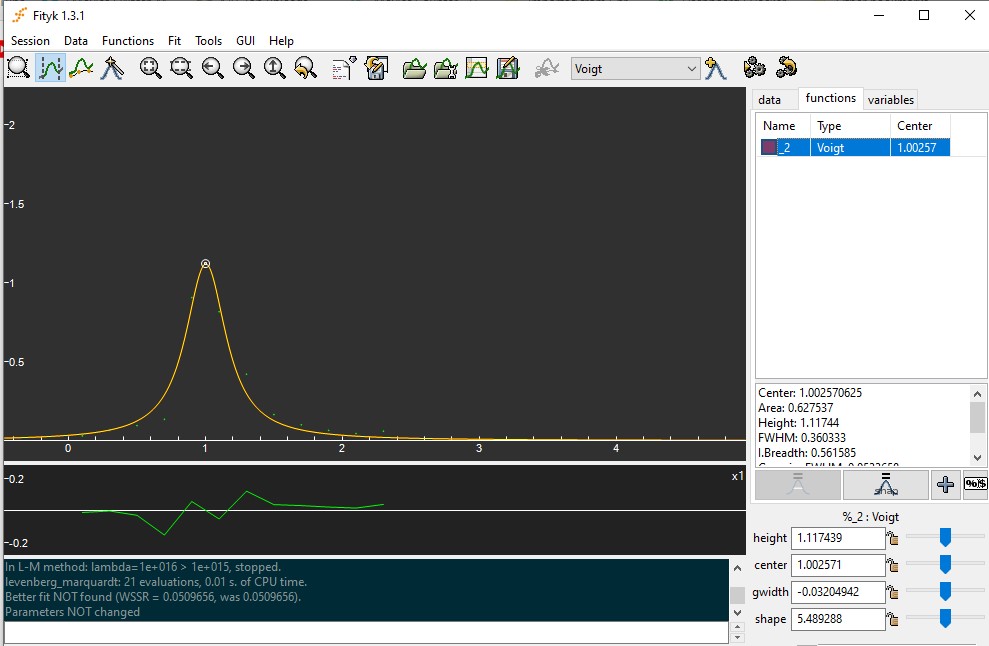 Fityk 1.3.1
Session Data Functions Fit Tools GUI Help
Voigt
data functions variables
Name Type Center
_2 Voigt 1.00257
2
1.5
1
0.5
0 1 2 3 4
Center: 1.002570625
Area: 0.627537
Height: 1.11744
FWHM: 0.360333
I.Breadth: 0.561585
snap
%$
0.2
x1
-0.2
%_2 : Voigt
height 1.117439
center 1.002571
gwidth -0.03204942
shape 5.489288
In L-M method: lambda=1e+016 > 1e+015, stopped.
levenberg_marquardt: 21 evaluations, 0.01 s. of CPU time.
Better fit NOT found (WSSR = 0.0509656, was 0.0509656).
Parameters NOT changed